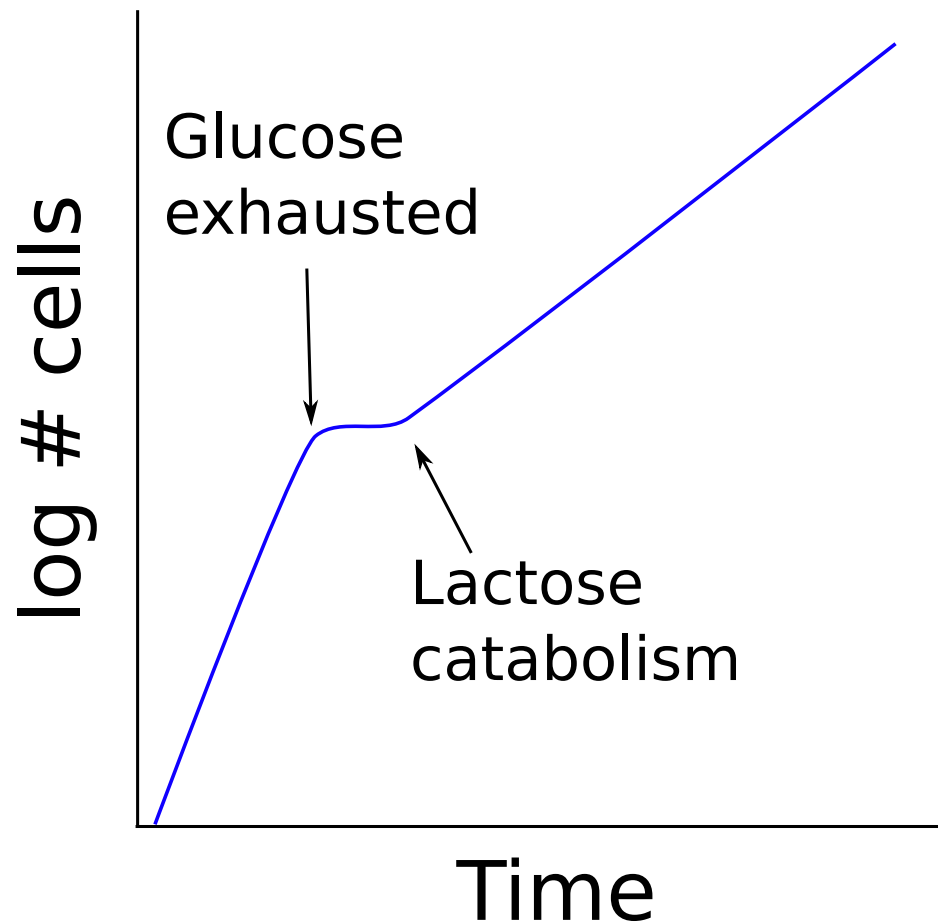 Glucose
exhausted
log # cells
Lactose
catabolism
Time